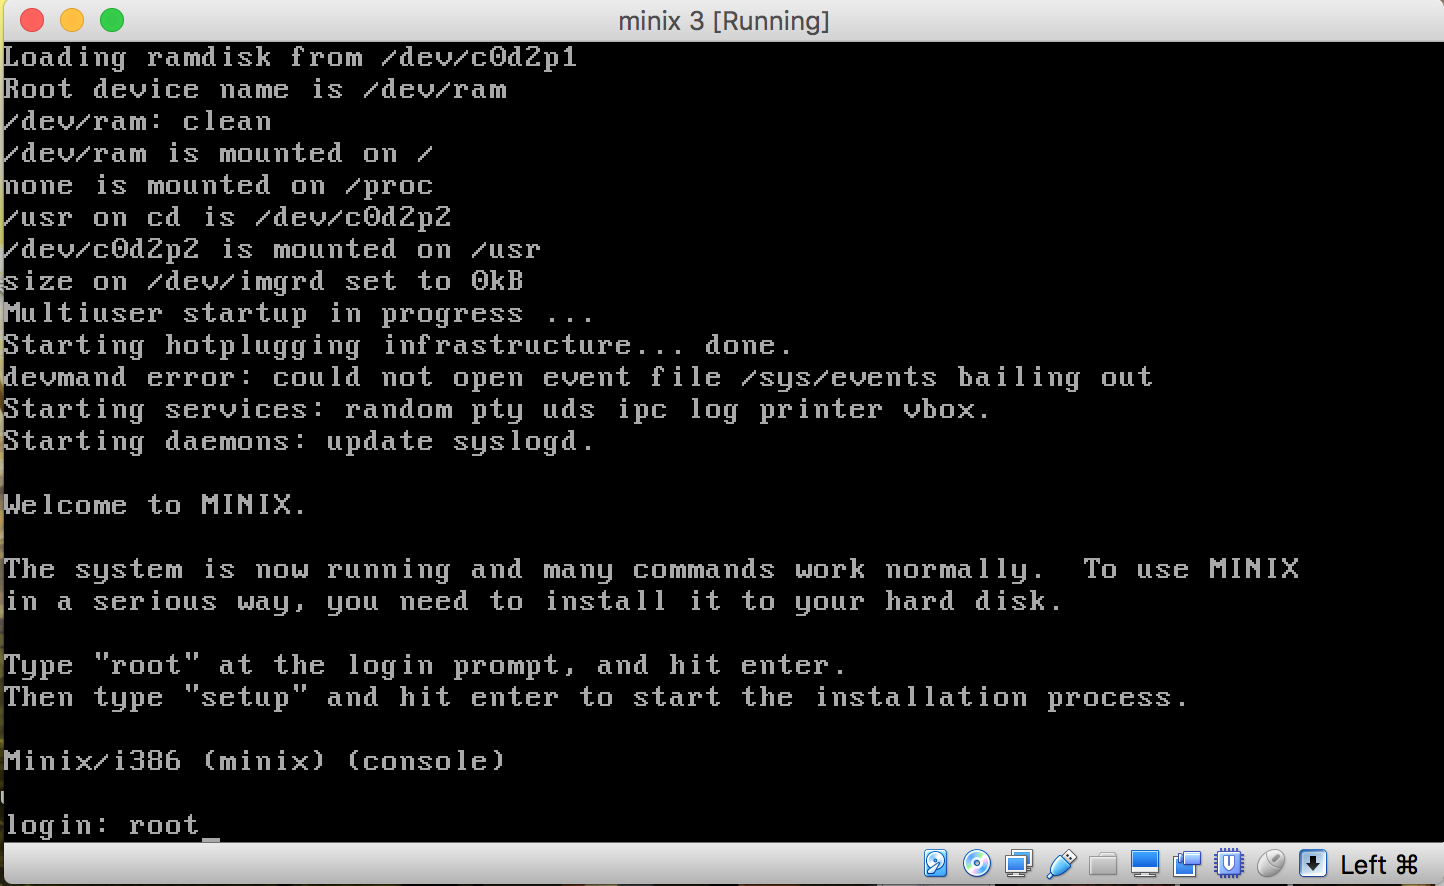 minix 3 [Running]
Loading ramdisk from /dev/c0d2p1
Root device name is /dev/ram
/dev/ram: clean
/dev/ram is mounted on /
none is mounted on /proc
/usr on cd is /dev/c0d2p2
/dev/c0d2p2 is mounted on /usr
size on /dev/imgrd set to 0kB
Multiuser startup in progress ...
Starting hotplugging infrastructure... done.
devmand error: could not open event file /sys/events bailing out
Starting services: random pty uds ipc log printer vbox.
Starting daemons: update syslogd.
Welcome to MINIX.
The system is now running and many commands work normally.  To use MINIX
in a serious way, you need to install it to your hard disk.
Type "root" at the login prompt, and hit enter.
Then type "setup" and hit enter to start the installation process.
Minix/i386 (minix) (console)
login: root_
Left ⌘